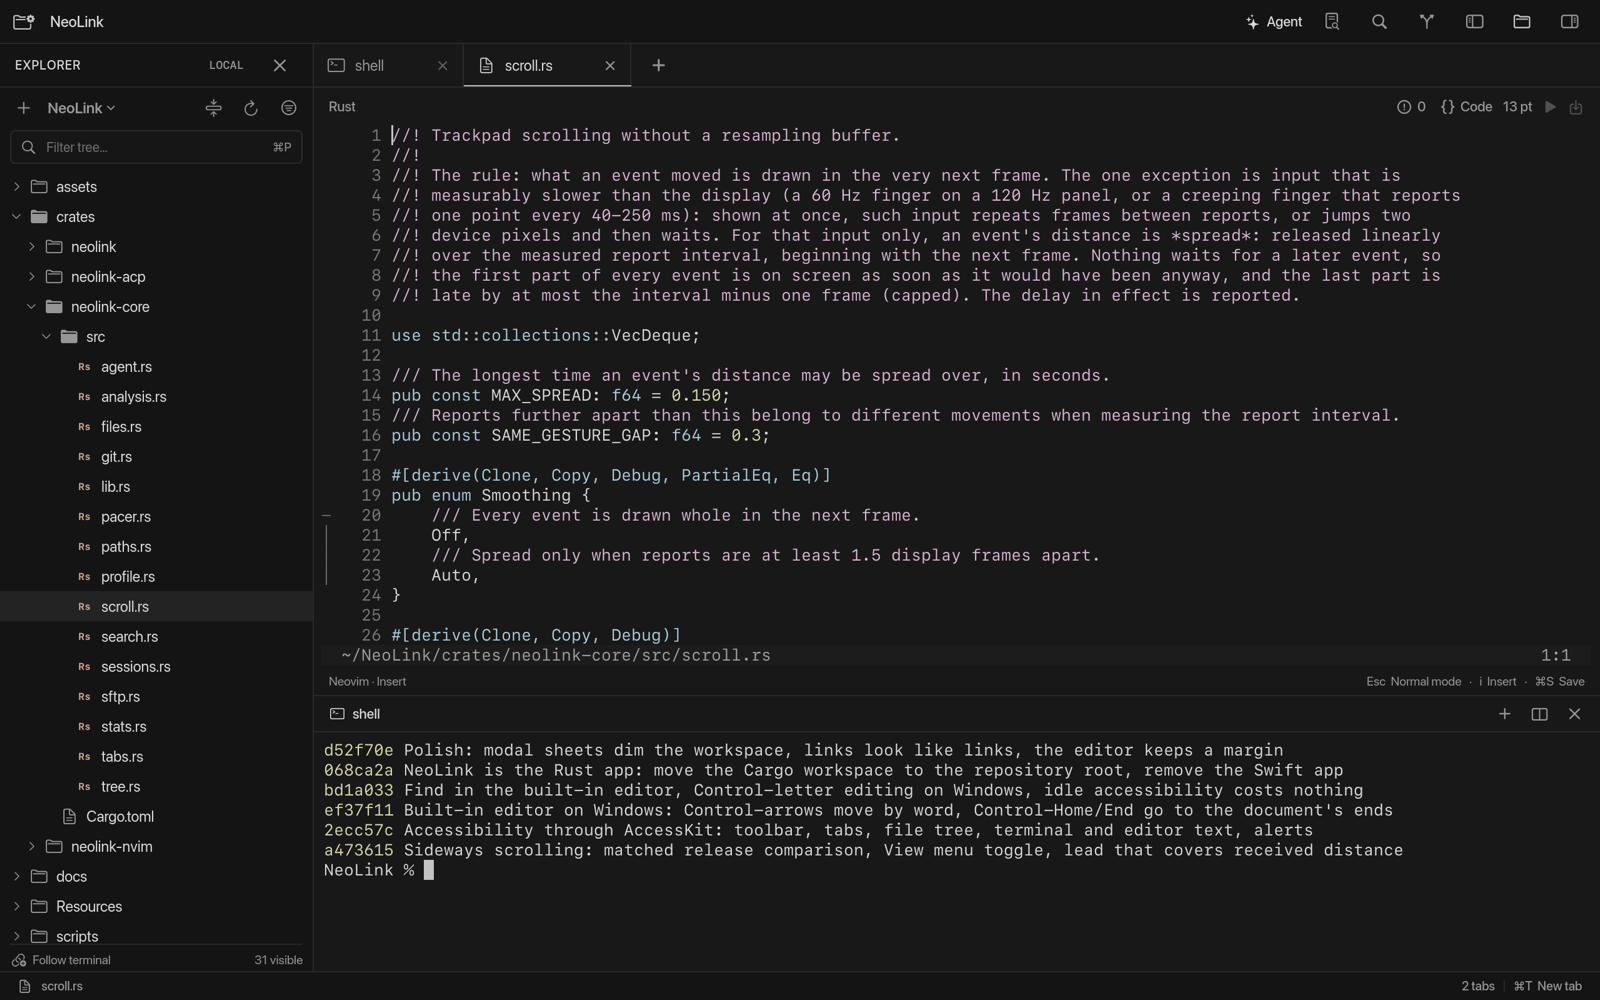 NeoLink
Agent
EXPLORER LOCAL
NeoLink
Filter tree... ⌘P
assets
crates
neolink
neolink-acp
neolink-core
src
Rs agent.rs
Rs analysis.rs
Rs files.rs
Rs git.rs
Rs lib.rs
Rs pacer.rs
Rs paths.rs
Rs profile.rs
Rs scroll.rs
Rs search.rs
Rs sessions.rs
Rs sftp.rs
Rs stats.rs
Rs tabs.rs
Rs tree.rs
Cargo.toml
neolink-nvim
docs
Resources
scripts
Follow terminal 31 visible
shell
scroll.rs
Rust
0 {} Code 13 pt
1 //! Trackpad scrolling without a resampling buffer.
2 //!
3 //! The rule: what an event moved is drawn in the very next frame. The one exception is input that is
4 //! measurably slower than the display (a 60 Hz finger on a 120 Hz panel, or a creeping finger that reports
5 //! one point every 40–250 ms): shown at once, such input repeats frames between reports, or jumps two
6 //! device pixels and then waits. For that input only, an event's distance is *spread*: released linearly
7 //! over the measured report interval, beginning with the next frame. Nothing waits for a later event, so
8 //! the first part of every event is on screen as soon as it would have been anyway, and the last part is
9 //! late by at most the interval minus one frame (capped). The delay in effect is reported.
10
11 use std::collections::VecDeque;
12
13 /// The longest time an event's distance may be spread over, in seconds.
14 pub const MAX_SPREAD: f64 = 0.150;
15 /// Reports further apart than this belong to different movements when measuring the report interval.
16 pub const SAME_GESTURE_GAP: f64 = 0.3;
17
18 #[derive(Clone, Copy, Debug, PartialEq, Eq)]
19 pub enum Smoothing {
20     /// Every event is drawn whole in the next frame.
21     Off,
22     /// Spread only when reports are at least 1.5 display frames apart.
23     Auto,
24 }
25
26 #[derive(Clone, Copy, Debug)]
~/NeoLink/crates/neolink-core/src/scroll.rs 1:1
Neovim · Insert Esc Normal mode · i Insert · ⌘S Save
shell
d52f70e Polish: modal sheets dim the workspace, links look like links, the editor keeps a margin
068ca2a NeoLink is the Rust app: move the Cargo workspace to the repository root, remove the Swift app
bd1a033 Find in the built-in editor, Control-letter editing on Windows, idle accessibility costs nothing
ef37f11 Built-in editor on Windows: Control-arrows move by word, Control-Home/End go to the document's ends
2ecc57c Accessibility through AccessKit: toolbar, tabs, file tree, terminal and editor text, alerts
a473615 Sideways scrolling: matched release comparison, View menu toggle, lead that covers received distance
NeoLink %
scroll.rs 2 tabs ⌘T New tab